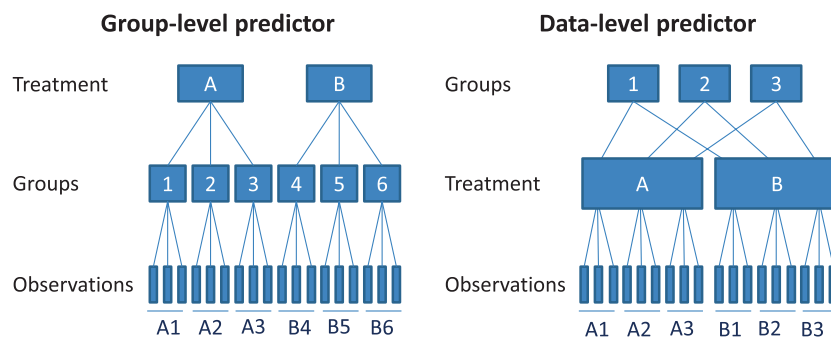 Group-level predictor
Treatment
A
B
Groups
1 2 3 4 5 6
Observations
A1 A2 A3 B4 B5 B6
Data-level predictor
Groups
1 2 3
Treatment
A
B
Observations
A1 A2 A3 B1 B2 B3